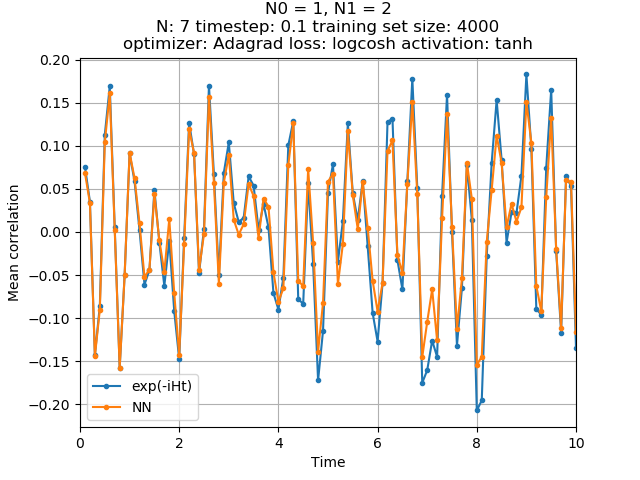 N0 = 1, N1 = 2
N: 7 timestep: 0.1 training set size: 4000
optimizer: Adagrad loss: logcosh activation: tanh
0.20
0.15
0.10
0.05
0.00
−0.05
−0.10
−0.15
−0.20
Mean correlation
exp(-iHt)
NN
0 2 4 6 8 10
Time